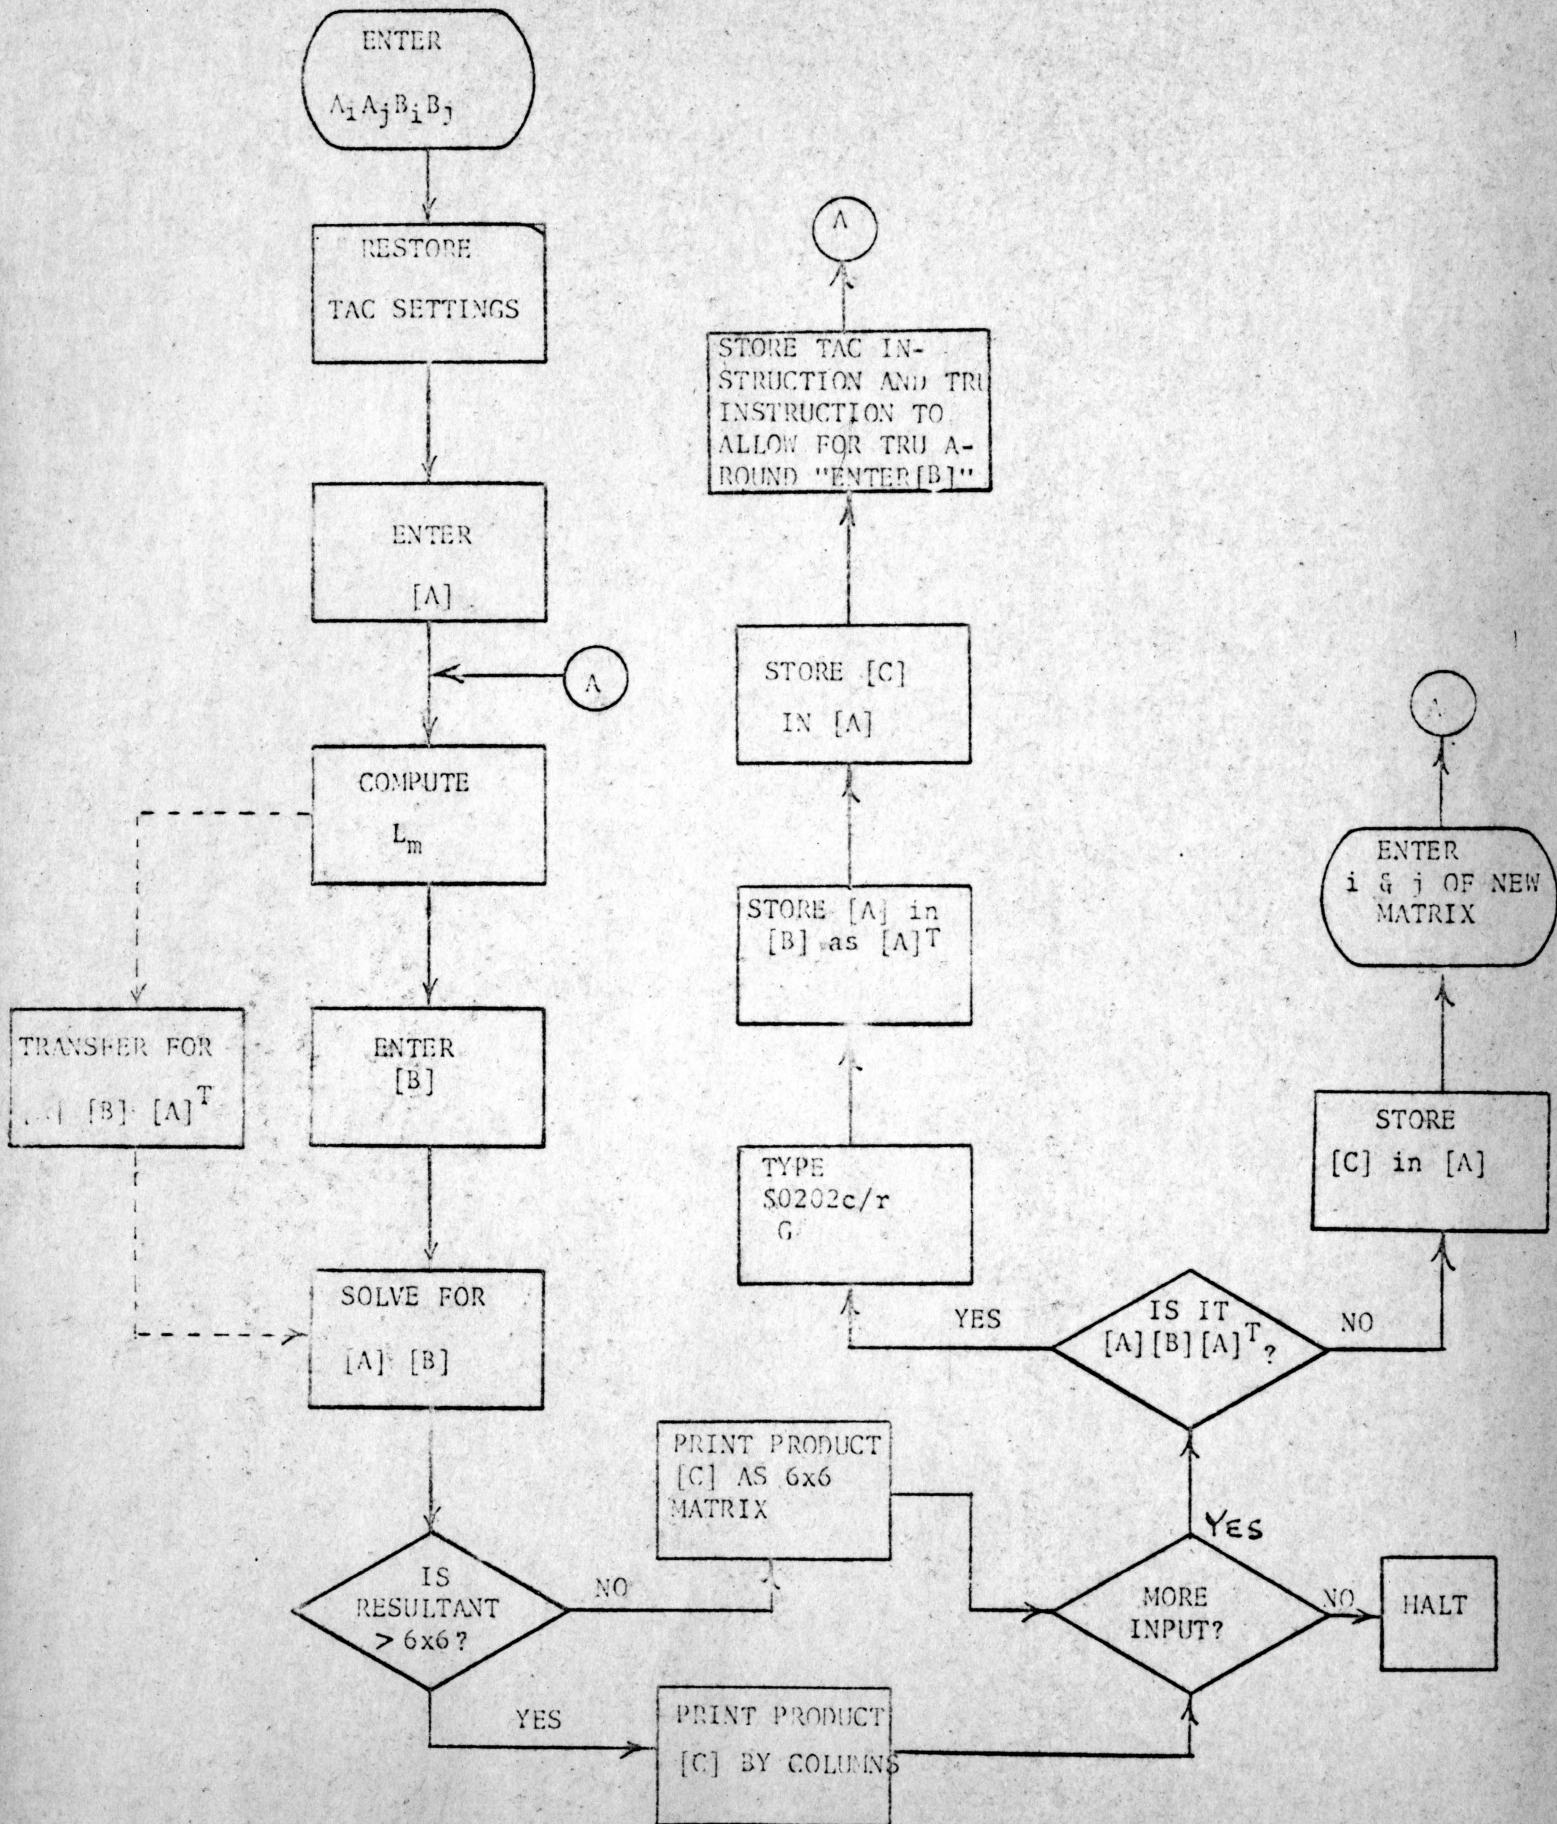 ENTER
AiAjBiBj
RESTORE
TAC SETTINGS
ENTER
[A]
A
COMPUTE
Lm
TRANSFER FOR
[B] [A]T
ENTER
[B]
SOLVE FOR
[A] [B]
IS
RESULTANT
> 6x6?
NO
YES
PRINT PRODUCT
[C] AS 6x6
MATRIX
PRINT PRODUCT
[C] BY COLUMNS
MORE
INPUT?
NO
HALT
YES
IS IT
[A][B][A]T?
YES
NO
TYPE
S0202c/r
G
STORE [A] in
[B] as [A]T
STORE [C]
IN [A]
STORE TAC IN-
STRUCTION AND TRU
INSTRUCTION TO
ALLOW FOR TRU A-
ROUND "ENTER[B]"
A
STORE
[C] in [A]
ENTER
i & j OF NEW
MATRIX
A